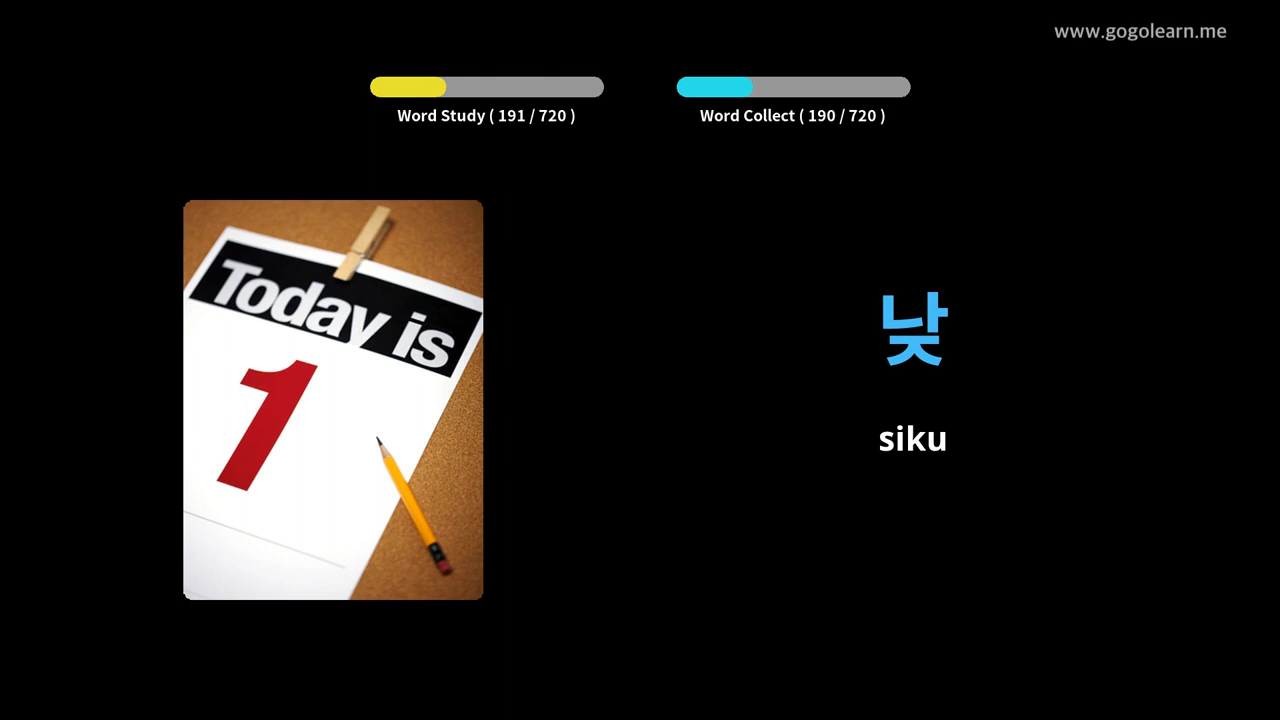 www.gogolearn.me
Word Study ( 191 / 720 )
Word Collect ( 190 / 720 )
Today is
1
낮
siku